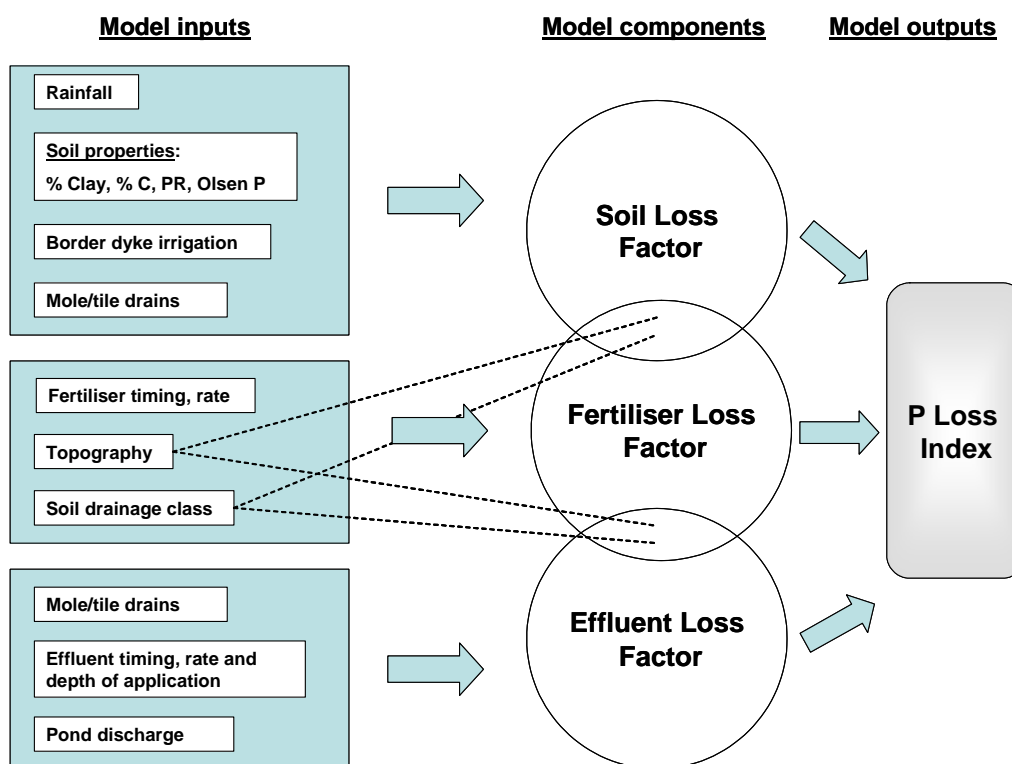 Model inputs
Model components
Model outputs
Rainfall
Soil properties:
% Clay, % C, PR, Olsen P
Border dyke irrigation
Mole/tile drains
Fertiliser timing, rate
Topography
Soil drainage class
Mole/tile drains
Effluent timing, rate and
depth of application
Pond discharge
Soil Loss
Factor
Fertiliser Loss
Factor
Effluent Loss
Factor
P Loss
Index